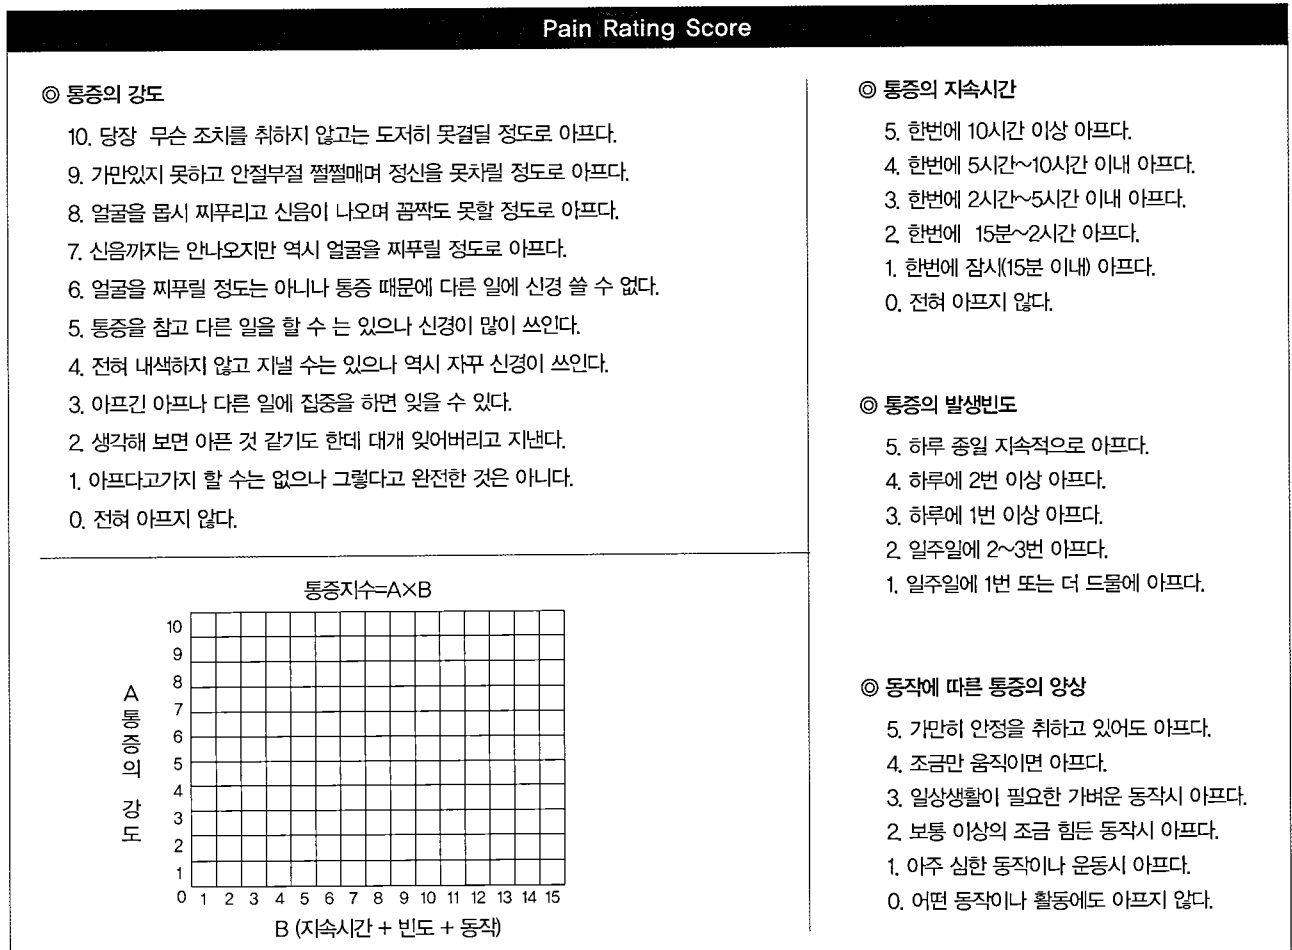 Pain Rating Score
◎ 통증의 강도
10. 당장 무슨 조치를 취하지 않고는 도저히 못견딜 정도로 아프다.
9. 가만있지 못하고 안절부절 쩔쩔매며 정신을 못차릴 정도로 아프다.
8. 얼굴을 몹시 찌푸리고 신음이 나오며 꼼짝도 못할 정도로 아프다.
7. 신음까지는 안나오지만 역시 얼굴을 찌푸릴 정도로 아프다.
6. 얼굴을 찌푸릴 정도는 아니나 통증 때문에 다른 일에 신경 쓸 수 없다.
5. 통증을 참고 다른 일을 할 수 는 있으나 신경이 많이 쓰인다.
4. 전혀 내색하지 않고 지낼 수는 있으나 역시 자꾸 신경이 쓰인다.
3. 아프긴 아프나 다른 일에 집중을 하면 잊을 수 있다.
2. 생각해 보면 아픈 것 같기도 한데 대개 잊어버리고 지낸다.
1. 아프다고가지 할 수는 없으나 그렇다고 완전한 것은 아니다.
0. 전혀 아프지 않다.
통증지수=A×B
10
9
8
7
6
5
4
3
2
1
A 통증의 강도
0 1 2 3 4 5 6 7 8 9 10 11 12 13 14 15
B (지속시간 + 빈도 + 동작)
◎ 통증의 지속시간
5. 한번에 10시간 이상 아프다.
4. 한번에 5시간~10시간 이내 아프다.
3. 한번에 2시간~5시간 이내 아프다.
2. 한번에 15분~2시간 아프다.
1. 한번에 잠시(15분 이내) 아프다.
0. 전혀 아프지 않다.
◎ 통증의 발생빈도
5. 하루 종일 지속적으로 아프다.
4. 하루에 2번 이상 아프다.
3. 하루에 1번 이상 아프다.
2. 일주일에 2~3번 아프다.
1. 일주일에 1번 또는 더 드물에 아프다.
◎ 동작에 따른 통증의 양상
5. 가만히 안정을 취하고 있어도 아프다.
4. 조금만 움직이면 아프다.
3. 일상생활이 필요한 가벼운 동작시 아프다.
2. 보통 이상의 조금 힘든 동작시 아프다.
1. 아주 심한 동작이나 운동시 아프다.
0. 어떤 동작이나 활동에도 아프지 않다.